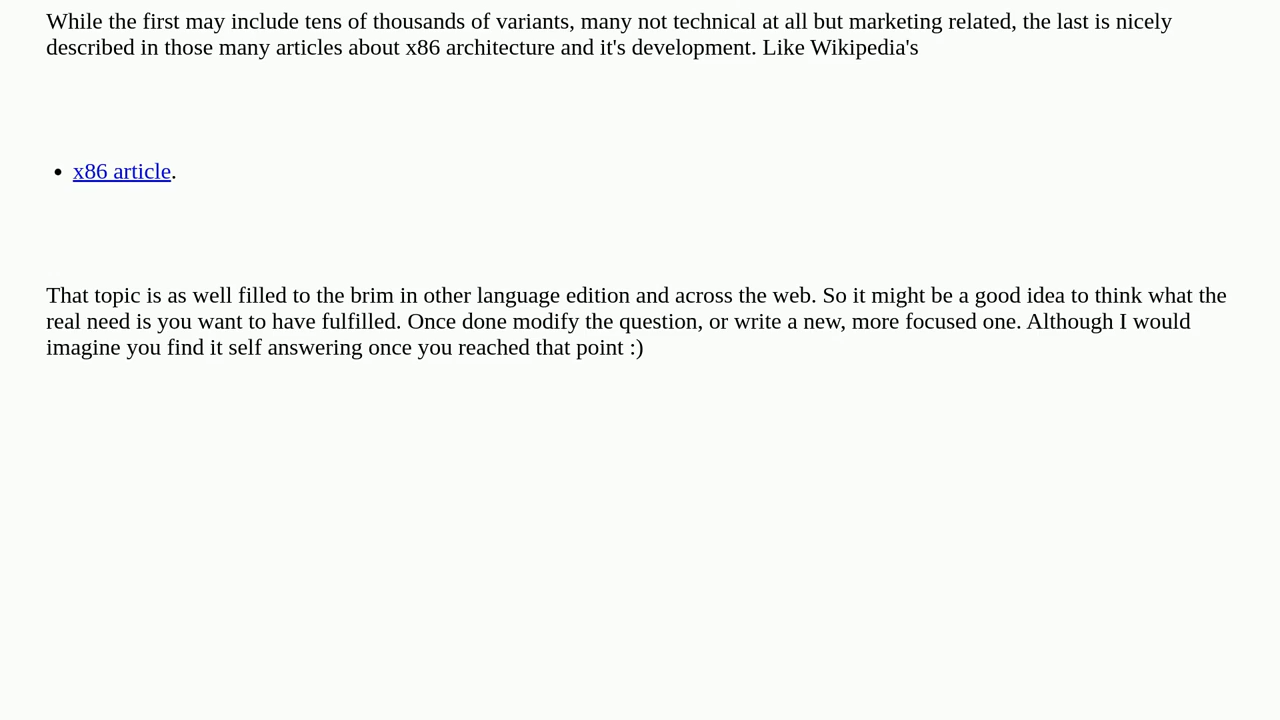 While the first may include tens of thousands of variants, many not technical at all but marketing related, the last is nicely
described in those many articles about x86 architecture and it's development. Like Wikipedia's
• x86 article.
That topic is as well filled to the brim in other language edition and across the web. So it might be a good idea to think what the
real need is you want to have fulfilled. Once done modify the question, or write a new, more focused one. Although I would
imagine you find it self answering once you reached that point :)